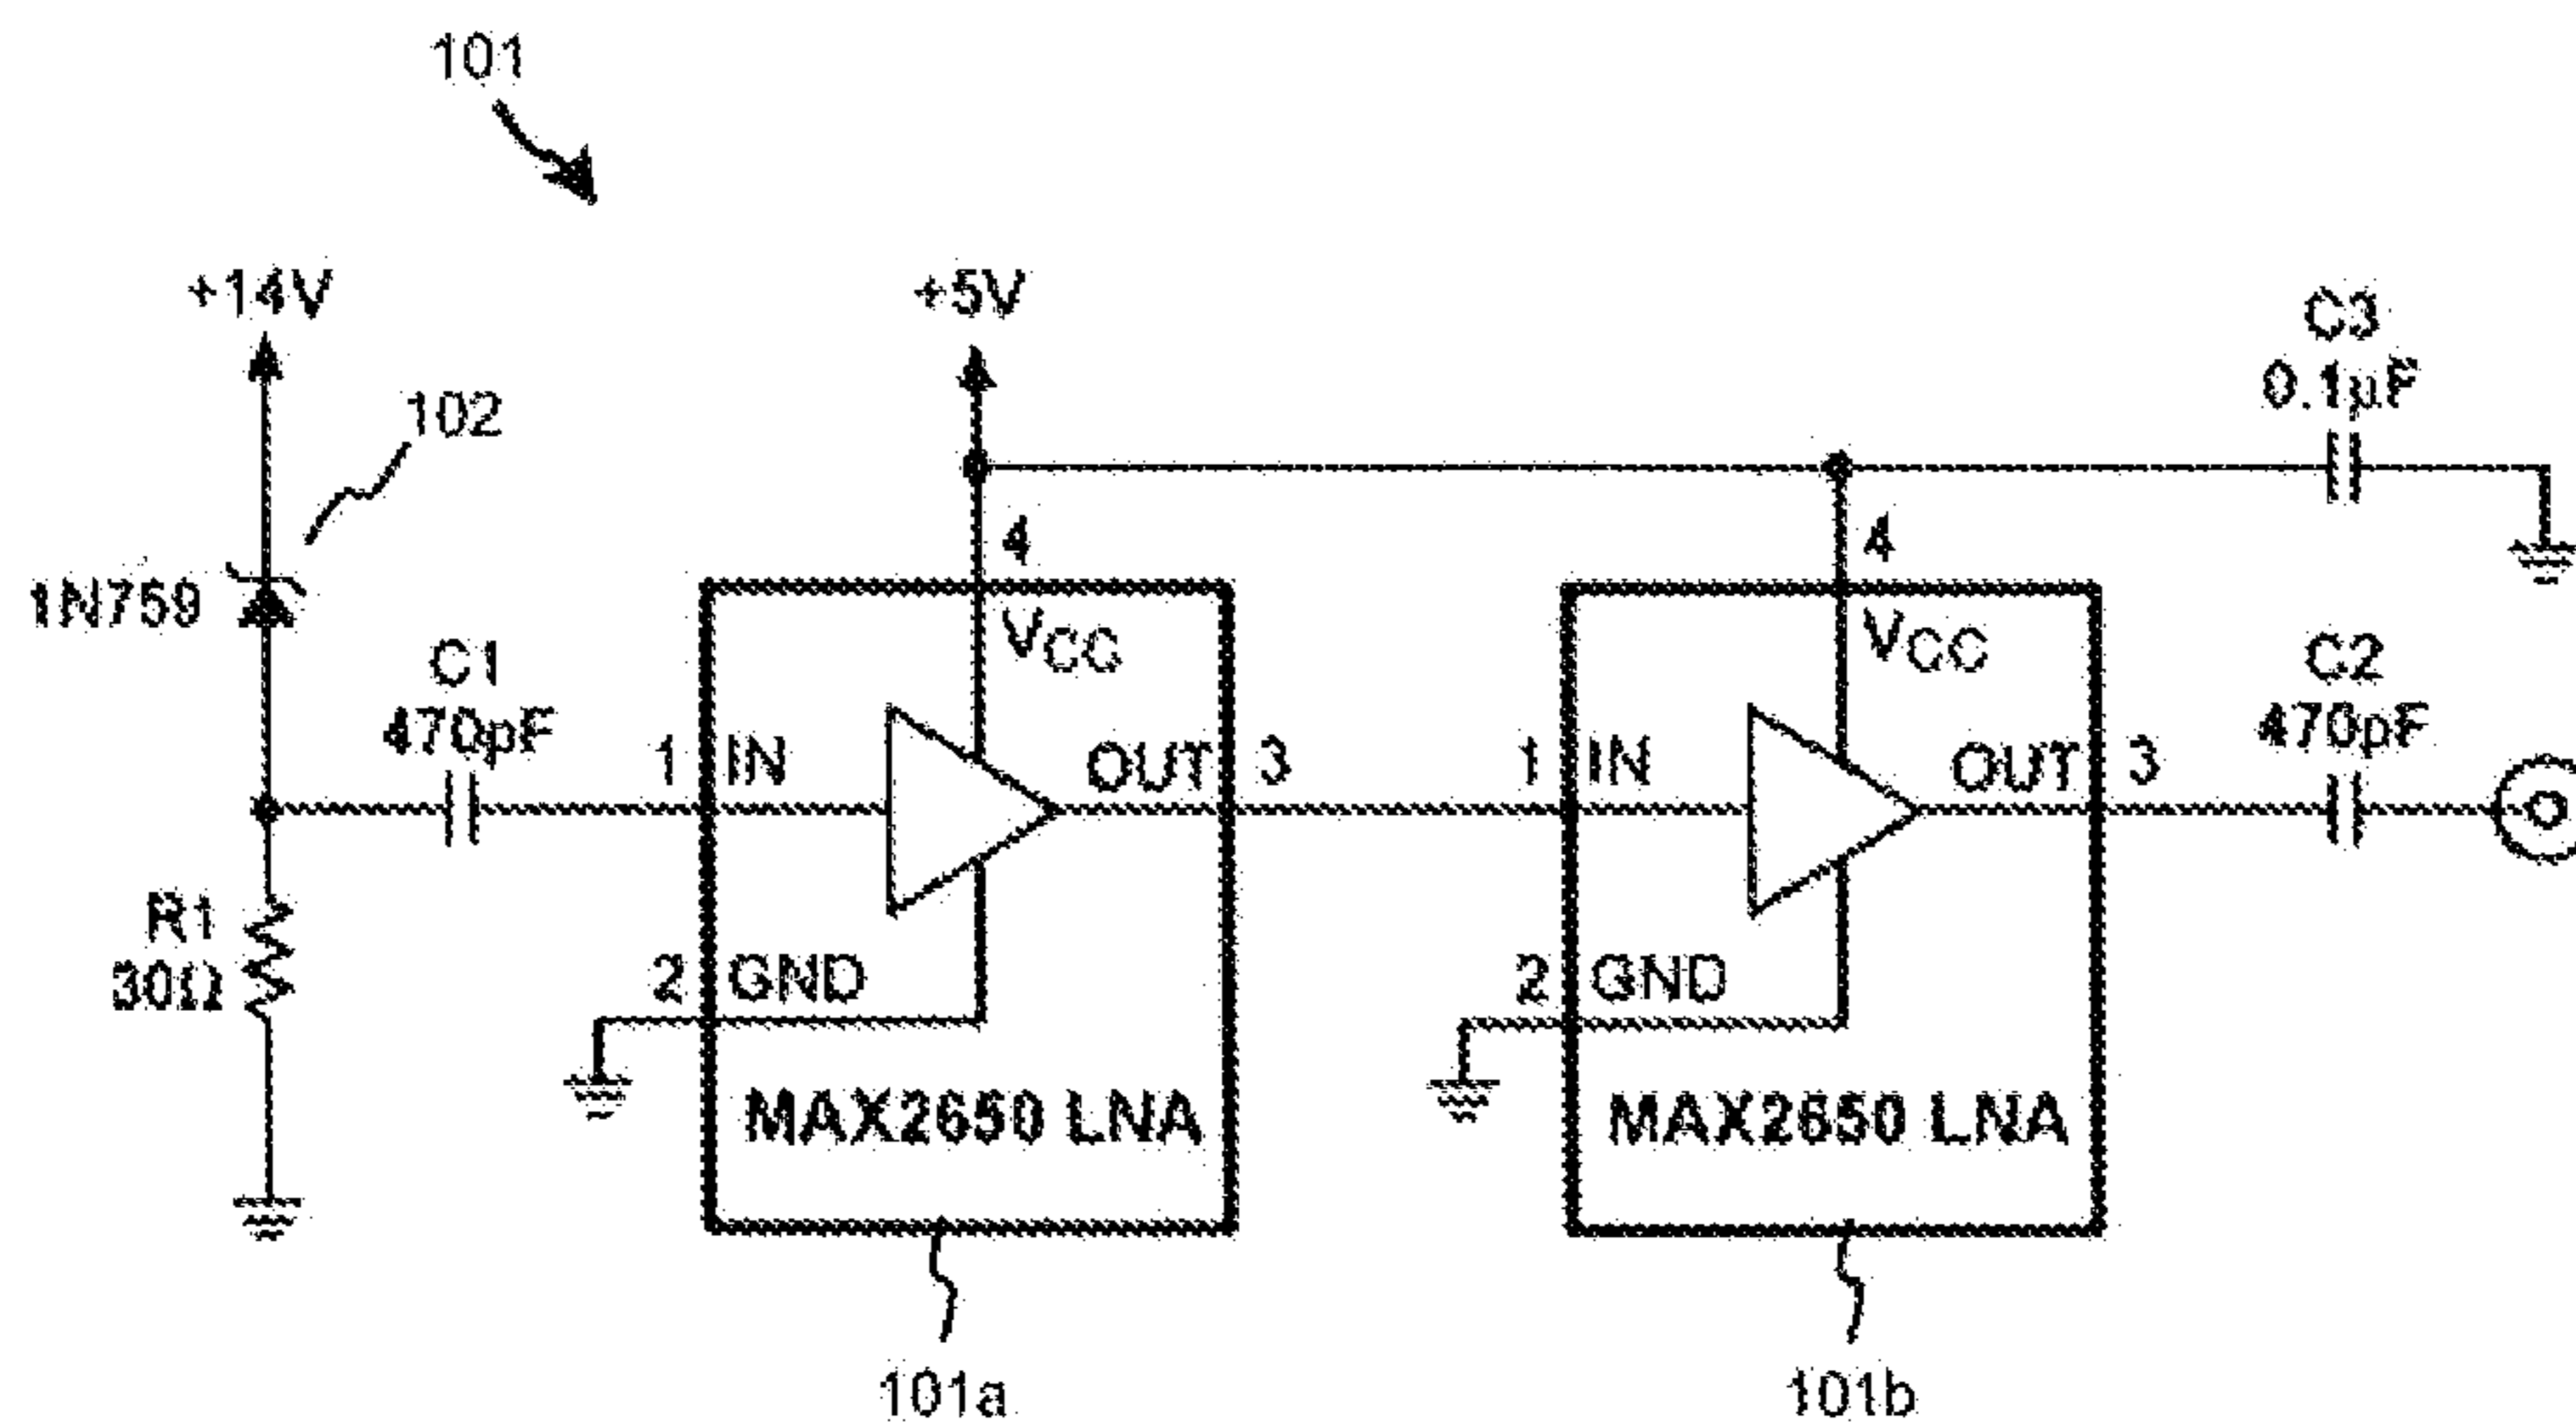 101
+14V
+5V
C3
0.1µF
102
4
4
1N759
VCC
VCC
C1
470pF
C2
470pF
1
IN
OUT
3
1
IN
OUT
3
R1
30Ω
2
GND
2
GND
MAX2650 LNA
MAX2650 LNA
101a
101b